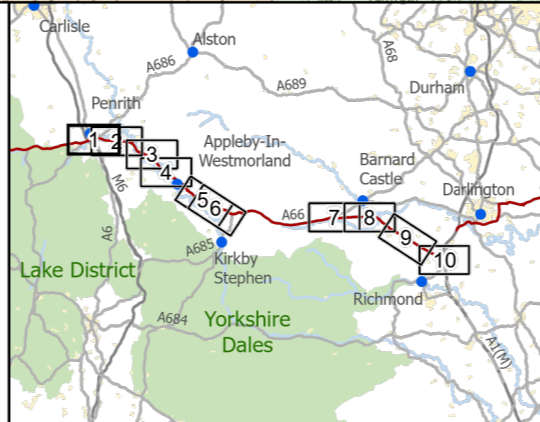 Carlisle
Alston
A68
A686
A689
Durham
Penrith
1
2
3
4
5
6
Appleby-In-
Westmorland
Barnard
Castle
Darlington
M6
A66
7
8
9
10
A6
A685
Lake District
Kirkby
Stephen
Richmond
A684
Yorkshire
Dales
A1(M)